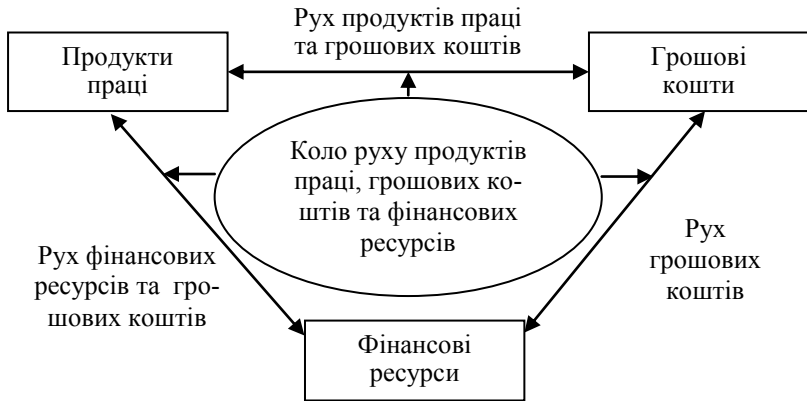 Рух продуктів праці
та грошових коштів
Продукти
праці
Грошові
кошти
Коло руху продуктів
праці, грошових ко-
штів та фінансових
ресурсів
Рух фінансових
ресурсів та гро-
шових коштів
Рух
грошових
коштів
Фінансові
ресурси